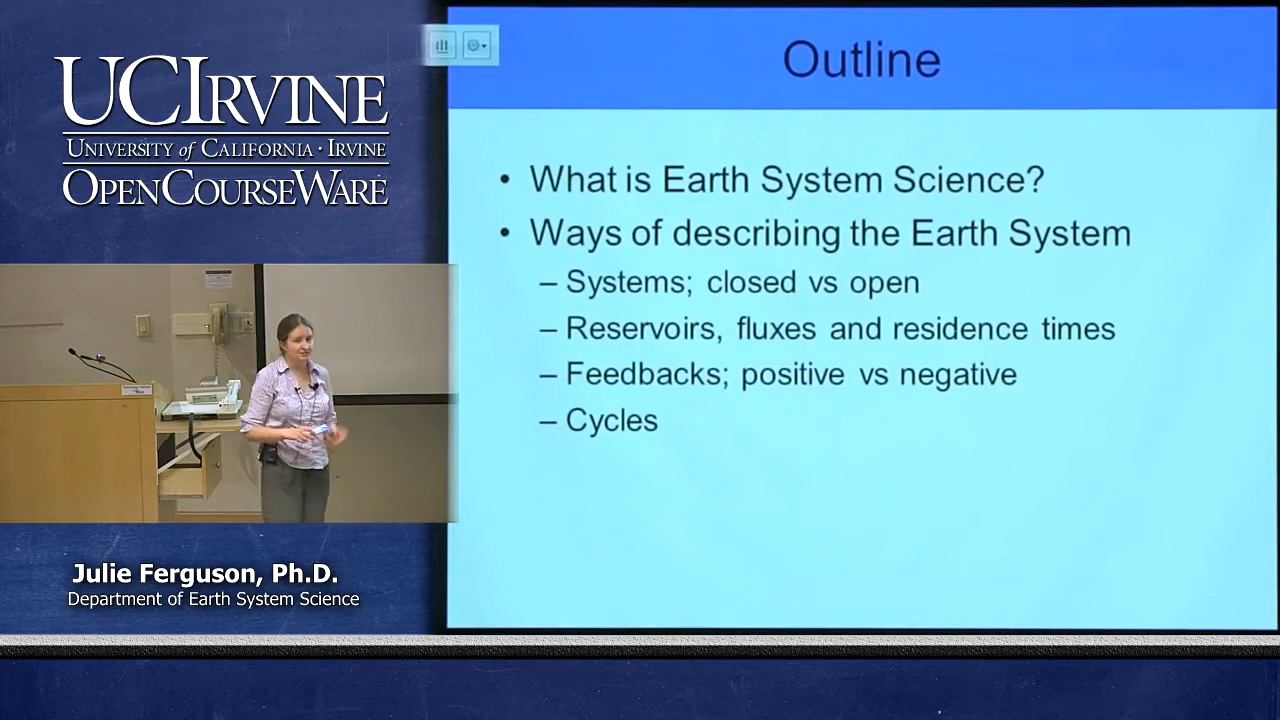 UCIRVINE
UNIVERSITY of CALIFORNIA · IRVINE
OPENCOURSEWARE
Outline
• What is Earth System Science?
• Ways of describing the Earth System
– Systems; closed vs open
– Reservoirs, fluxes and residence times
– Feedbacks; positive vs negative
– Cycles
Julie Ferguson, Ph.D.
Department of Earth System Science